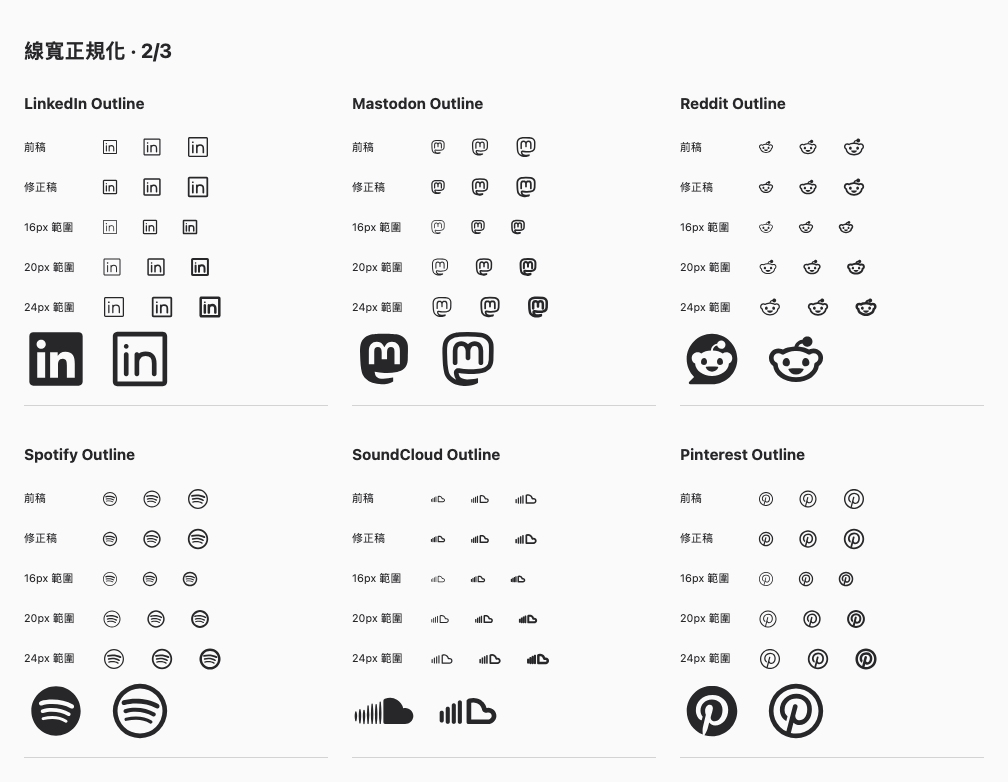 線寬正規化 · 2/3
LinkedIn Outline
前稿
修正稿
16px 範圍
20px 範圍
24px 範圍
Mastodon Outline
前稿
修正稿
16px 範圍
20px 範圍
24px 範圍
Reddit Outline
前稿
修正稿
16px 範圍
20px 範圍
24px 範圍
Spotify Outline
前稿
修正稿
16px 範圍
20px 範圍
24px 範圍
SoundCloud Outline
前稿
修正稿
16px 範圍
20px 範圍
24px 範圍
Pinterest Outline
前稿
修正稿
16px 範圍
20px 範圍
24px 範圍